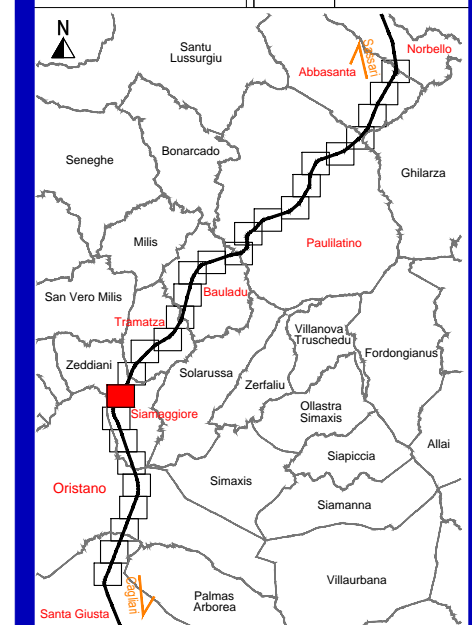 N
Santu
Lussurgiu
Sassari
Norbello
Abbasanta
Seneghe
Bonarcado
Ghilarza
Milis
Paulilatino
San Vero Milis
Bauladu
Tramatza
Villanova
Truschedu
Fordongianus
Zeddiani
Solarussa
Zerfaliu
Siamaggiore
Ollastra
Simaxis
Allai
Siapiccia
Oristano
Simaxis
Siamanna
Cagliari
Villaurbana
Palmas
Arborea
Santa Giusta